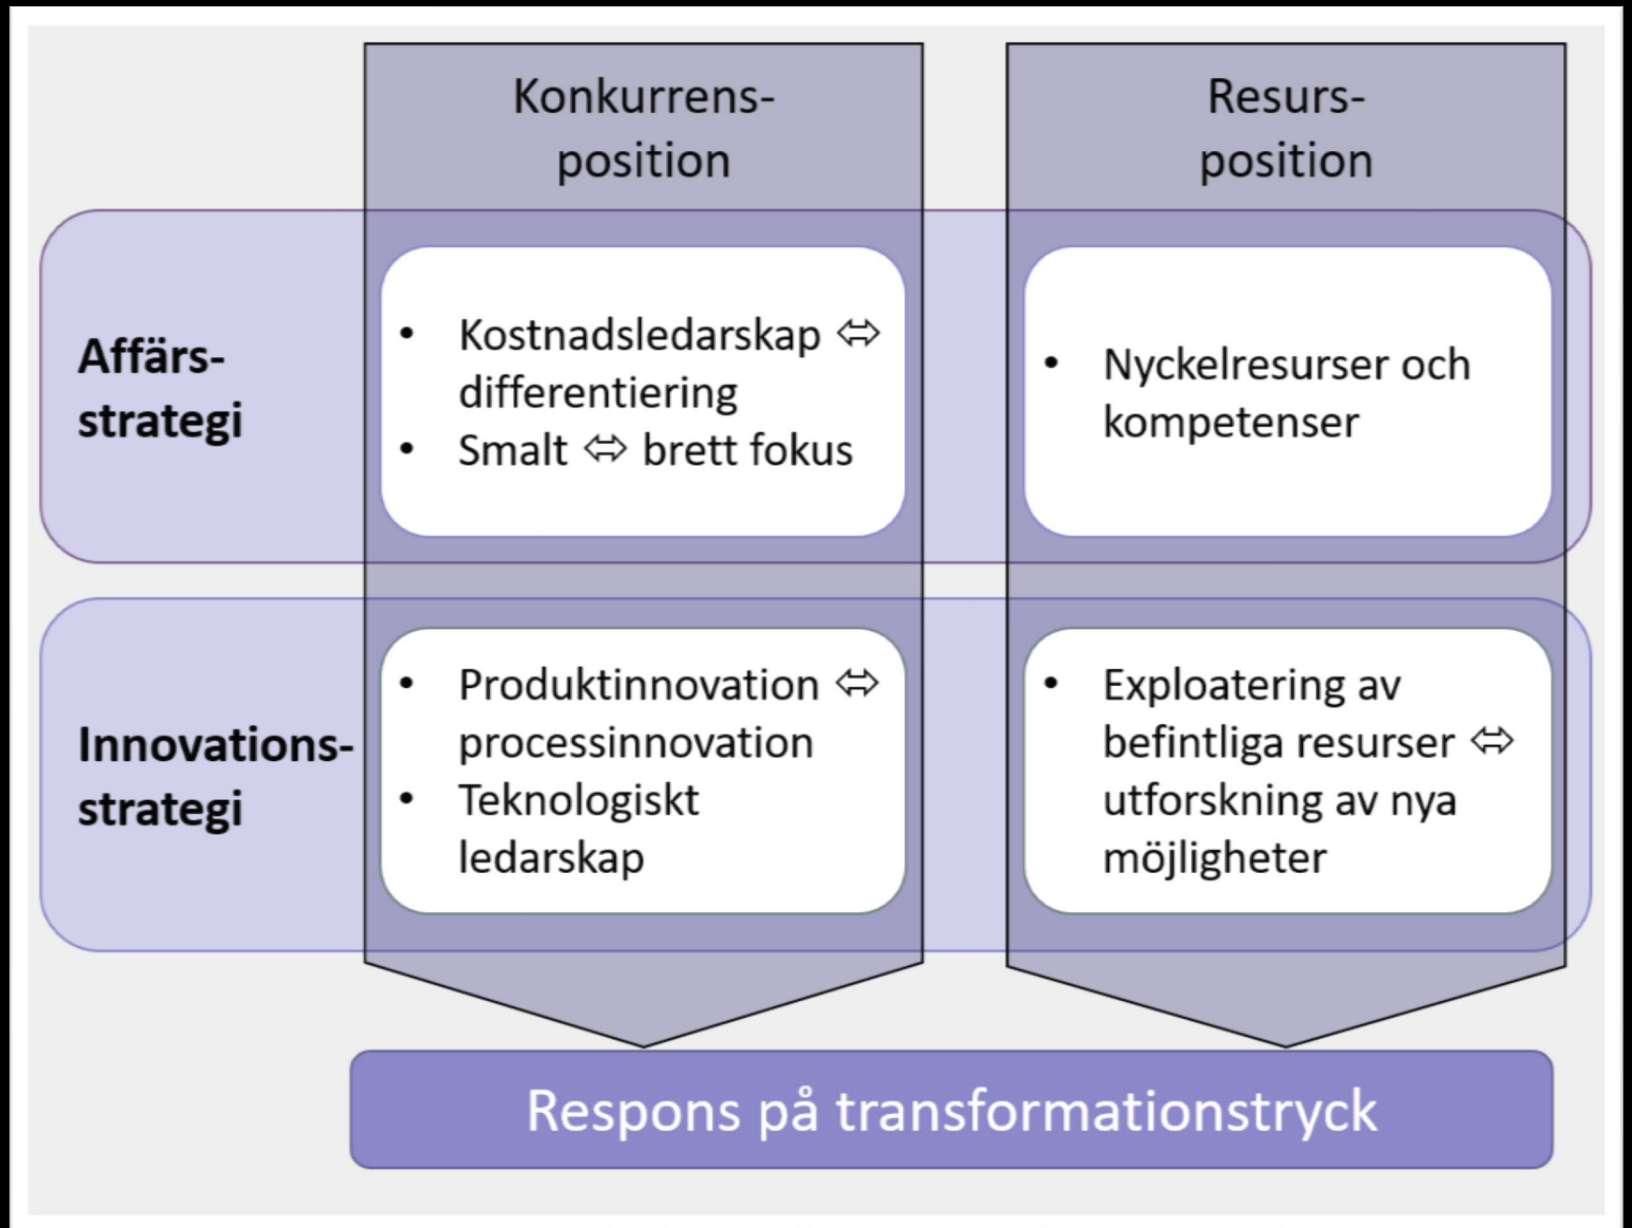 Konkurrens-
position
Resurs-
position
Affärs-
strategi
• Kostnadsledarskap ⬄
differentiering
• Smalt ⬄ brett fokus
• Nyckelresurser och
kompetenser
Innovations-
strategi
• Produktinnovation ⬄
processinnovation
• Teknologiskt
ledarskap
• Exploatering av
befintliga resurser ⬄
utforskning av nya
möjligheter
Respons på transformationstryck